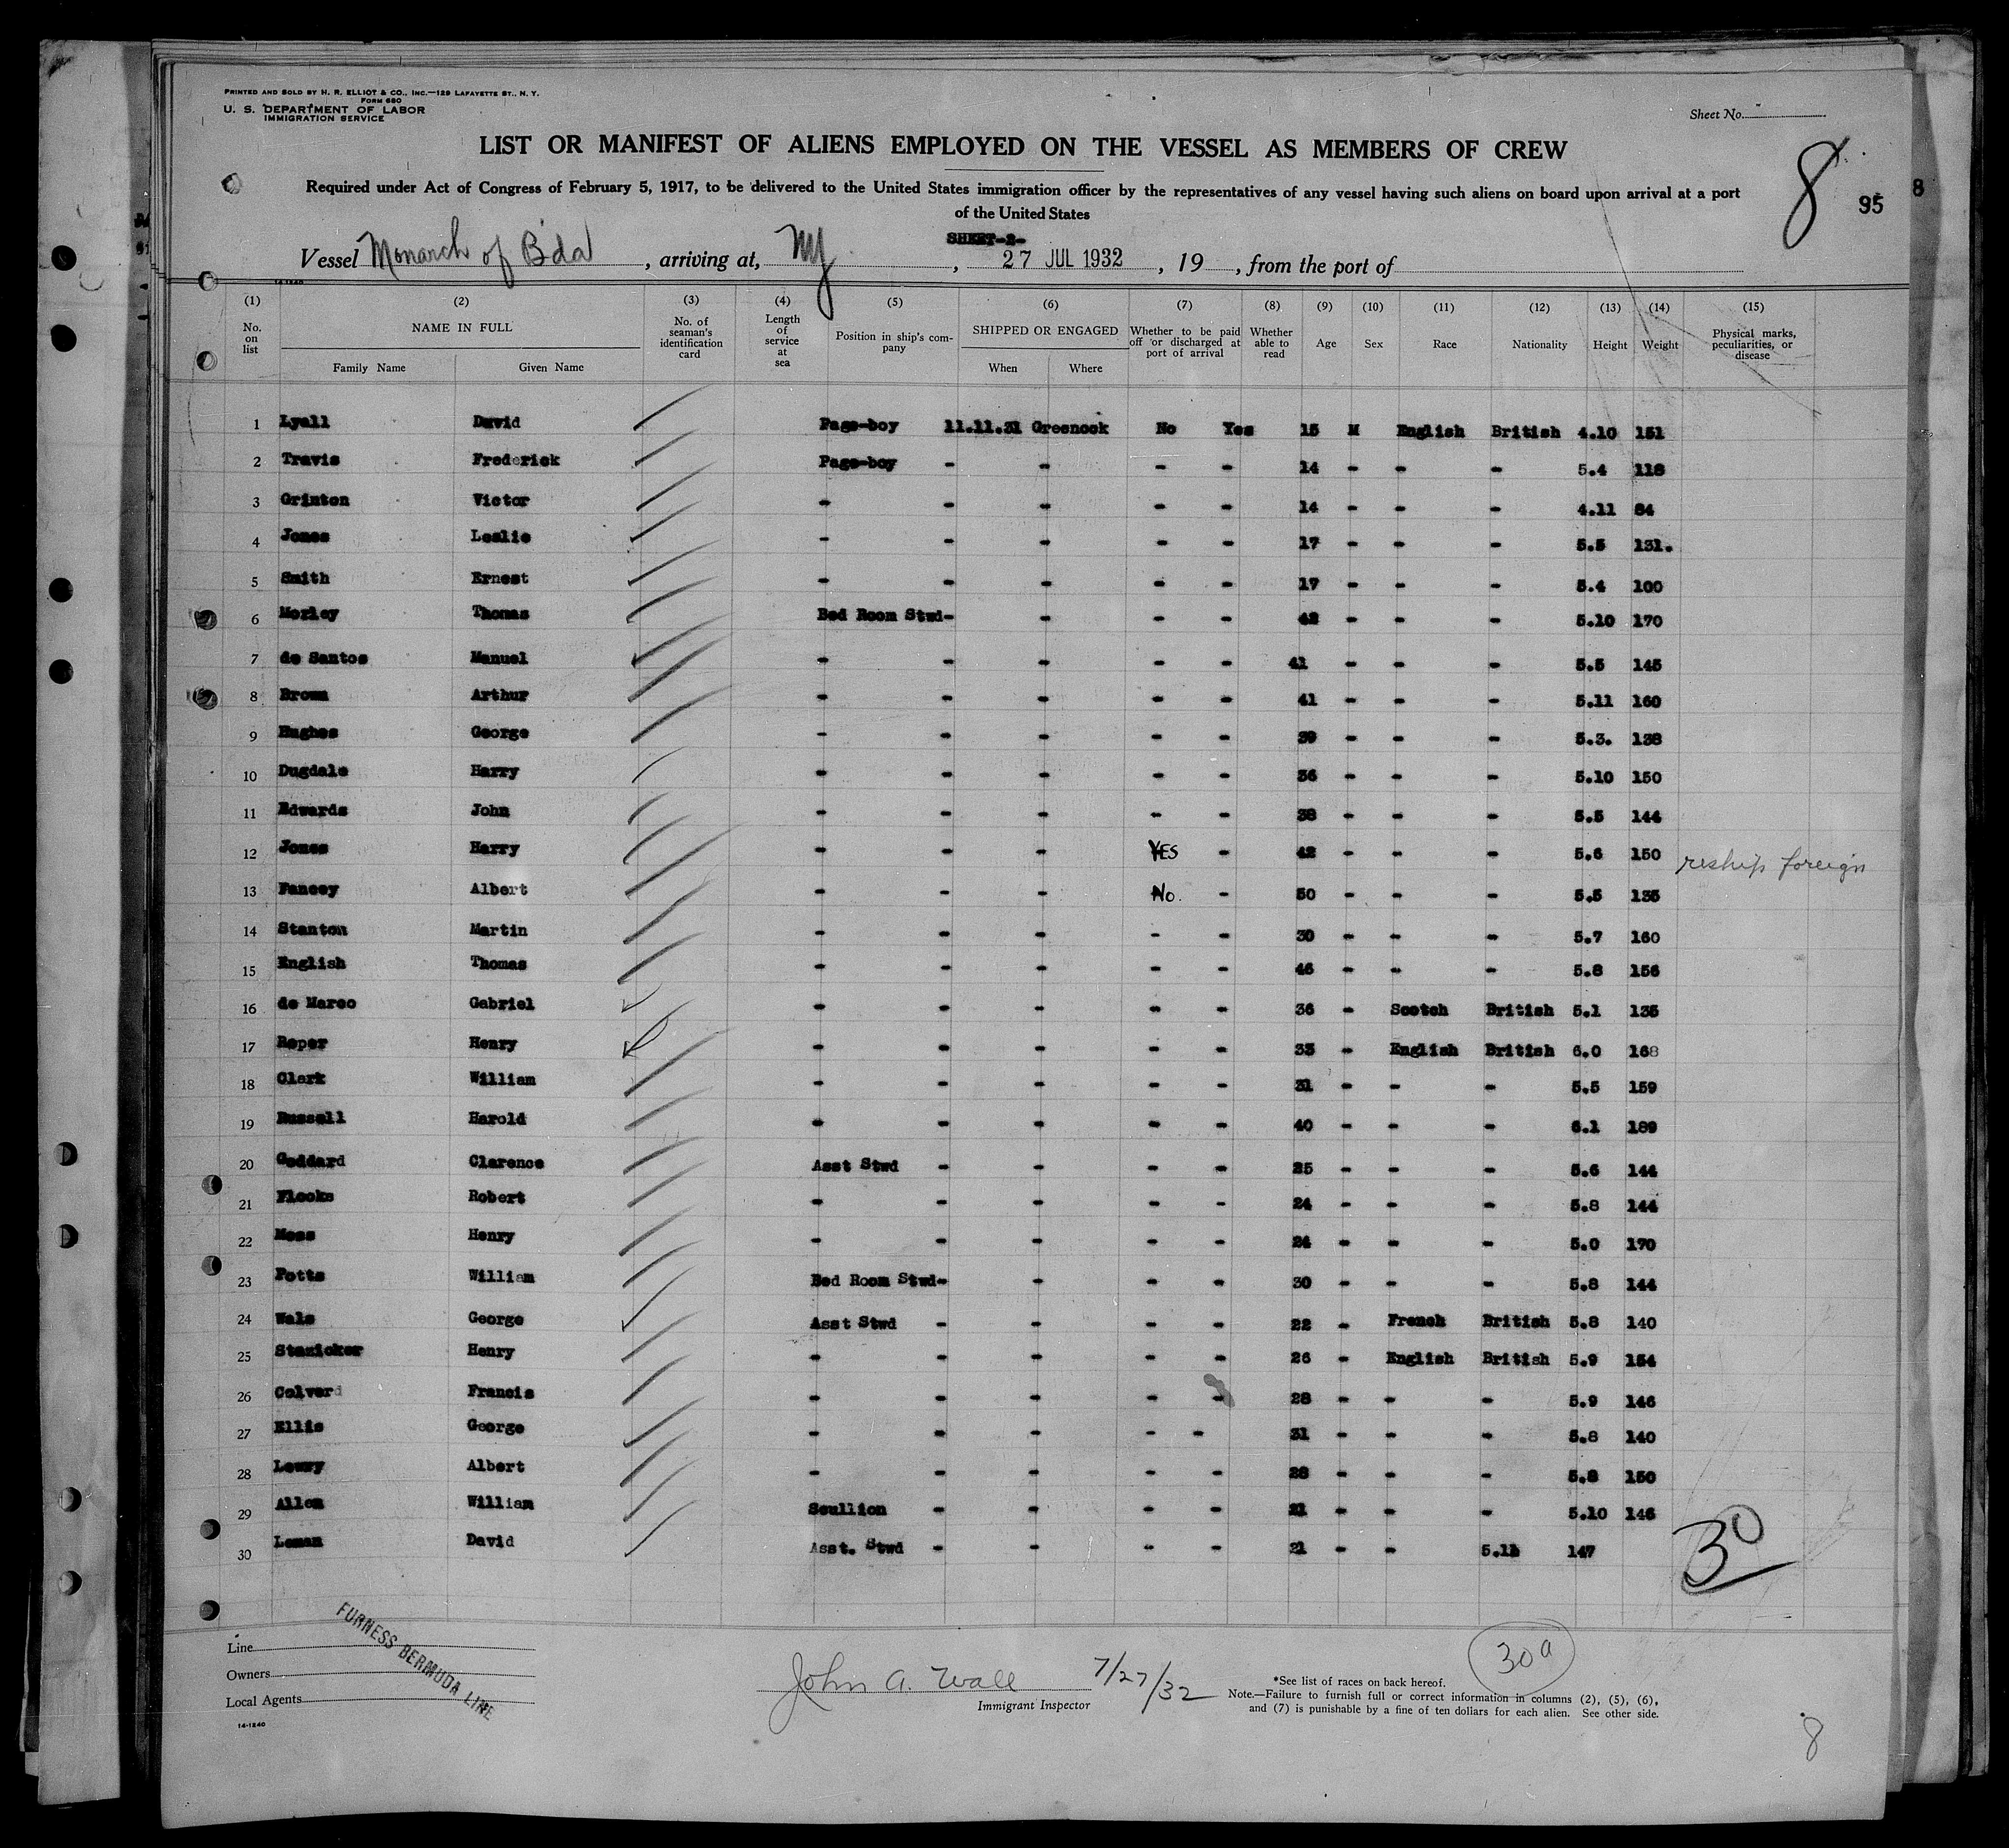 PRINTED AND SOLD BY H. R. ELLIOT & CO., INC.—129 LAFAYETTE ST., N. Y.
FORM 680
U. S. DEPARTMENT OF LABOR
IMMIGRATION SERVICE
Sheet No.
LIST OR MANIFEST OF ALIENS EMPLOYED ON THE VESSEL AS MEMBERS OF CREW
8
95
8
Required under Act of Congress of February 5, 1917, to be delivered to the United States immigration officer by the representatives of any vessel having such aliens on board upon arrival at a port
of the United States
SHEET-2-
Vessel Monarch of B'da, arriving at, NY, 27 JUL 1932, 19 , from the port of
14-1240
(1) (2) (3) (4) (5) (6) (7) (8) (9) (10) (11) (12) (13) (14) (15)
No. on list NAME IN FULL Family Name Given Name No. of seaman's identification card Length of service at sea Position in ship's company SHIPPED OR ENGAGED When Where Whether to be paid off or discharged at port of arrival Whether able to read Age Sex Race Nationality Height Weight Physical marks, peculiarities, or disease
1 Lyall David Page-boy 11.11.31 Greenock No Yes 15 M English British 4.10 151
2 Travis Frederick Page-boy - - - - 14 - - - 5.4 118
3 Grinton Victor - - - - 14 - - - 4.11 84
4 Jones Leslie - - - - 17 - - - 5.5 131.
5 Smith Ernest - - - - - 17 - - - 5.4 100
6 Morley Thomas Bed Room Stwd- - - - 42 - - - 5.10 170
7 de Santos Manuel - - - - - 41 - - - 5.5 145
8 Brown Arthur - - - - - 41 - - - 5.11 160
9 Hughes George - - - - - 39 - - - 5.3. 138
10 Dugdale Harry - - - - - 36 - - - 5.10 150
11 Edwards John - - - - - 38 - - - 5.5 144
12 Jones Harry - - - YES - 42 - - - 5.6 150 reship foreign
13 Fancey Albert - - - No. - 50 - - - 5.5 135
14 Stanton Martin - - - - - 30 - - - 5.7 160
15 English Thomas - - - - - 46 - - - 5.8 156
16 de Marco Gabriel - - - - - 36 - Scotch British 5.1 135
17 Roper Henry - - - - - 33 - English British 6.0 168
18 Clark William - - - - - 31 - - - 5.5 159
19 Russell Harold - - - - - 40 - - - 6.1 189
20 Goddard Clarence Asst Stwd - - - - 25 - - - 5.6 144
21 Flooks Robert - - - - - 24 - - - 5.8 144
22 Moss Henry - - - - - 24 - - - 5.0 170
23 Potts William Bed Room Stwd- - - - 30 - - - 5.8 144
24 Wals George Asst Stwd - - - - 22 - French British 5.8 140
25 Stazicker Henry - - - - - 26 - English British 5.9 154
26 Colverd Francis - - - - - 28 - - - 5.9 146
27 Ellis George - - - - - 31 - - - 5.8 140
28 Lowry Albert - - - - - 28 - - - 5.8 150
29 Allen William Scullion - - - - 21 - - - 5.10 146
30 Loman David Asst. Stwd - - - - 21 - - 5.11 147
30
Line
Owners
Local Agents
FURNESS BERMUDA LINE
14-1240
John A. Wall 7/27/32
Immigrant Inspector
30a
*See list of races on back hereof.
Note.—Failure to furnish full or correct information in columns (2), (5), (6),
and (7) is punishable by a fine of ten dollars for each alien. See other side.
8